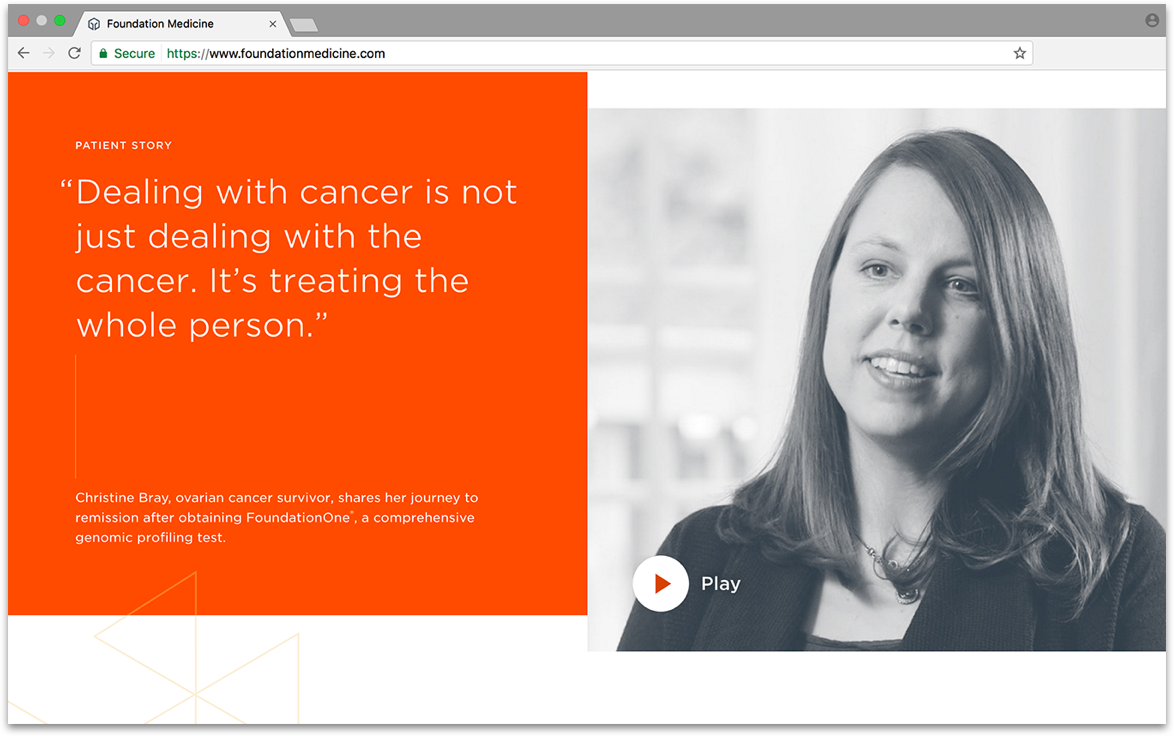 Foundation Medicine
Secure https://www.foundationmedicine.com
PATIENT STORY
“Dealing with cancer is not
just dealing with the
cancer. It’s treating the
whole person.”
Christine Bray, ovarian cancer survivor, shares her journey to
remission after obtaining FoundationOne®, a comprehensive
genomic profiling test.
Play